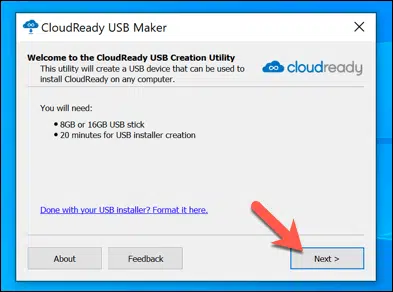 CloudReady USB Maker
Welcome to the CloudReady USB Creation Utility
This utility will create a USB device that can be used to
install CloudReady on any computer.
cloudready
You will need:
• 8GB or 16GB USB stick
• 20 minutes for USB installer creation
Done with your USB installer? Format it here.
About
Feedback
Next >